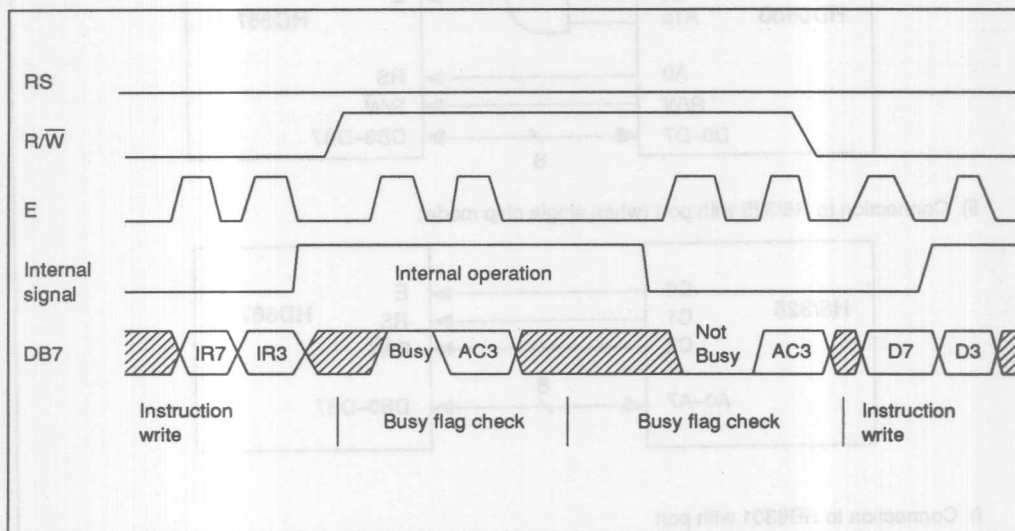 RS
R/W̅
E
Internal signal
Internal operation
DB7
IR7 IR3 Busy AC3 Not Busy AC3 D7 D3
Instruction write
Busy flag check
Busy flag check
Instruction write